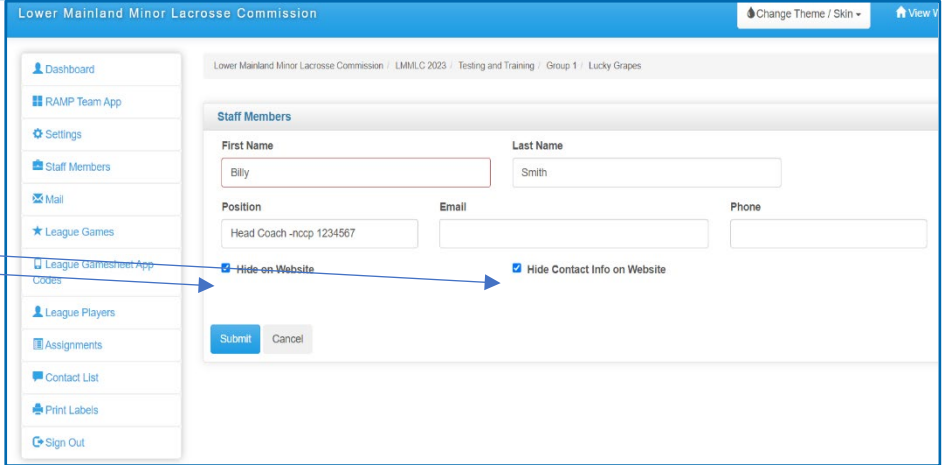 Lower Mainland Minor Lacrosse Commission
Change Theme / Skin
View
Dashboard
RAMP Team App
Settings
Staff Members
Mail
League Games
League Gamesheet App
Codes
League Players
Assignments
Contact List
Print Labels
Sign Out
Lower Mainland Minor Lacrosse Commission / LMMLC 2023 / Testing and Training / Group 1 / Lucky Grapes
Staff Members
First Name Last Name
Billy Smith
Position Email Phone
Head Coach -nccp 1234567
Hide on Website Hide Contact Info on Website
Submit Cancel